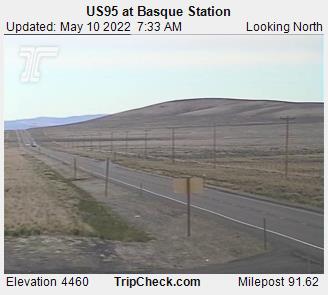 US95 at Basque Station
Updated: May 10 2022 7:33 AM Looking North
Elevation 4460 TripCheck.com Milepost 91.62